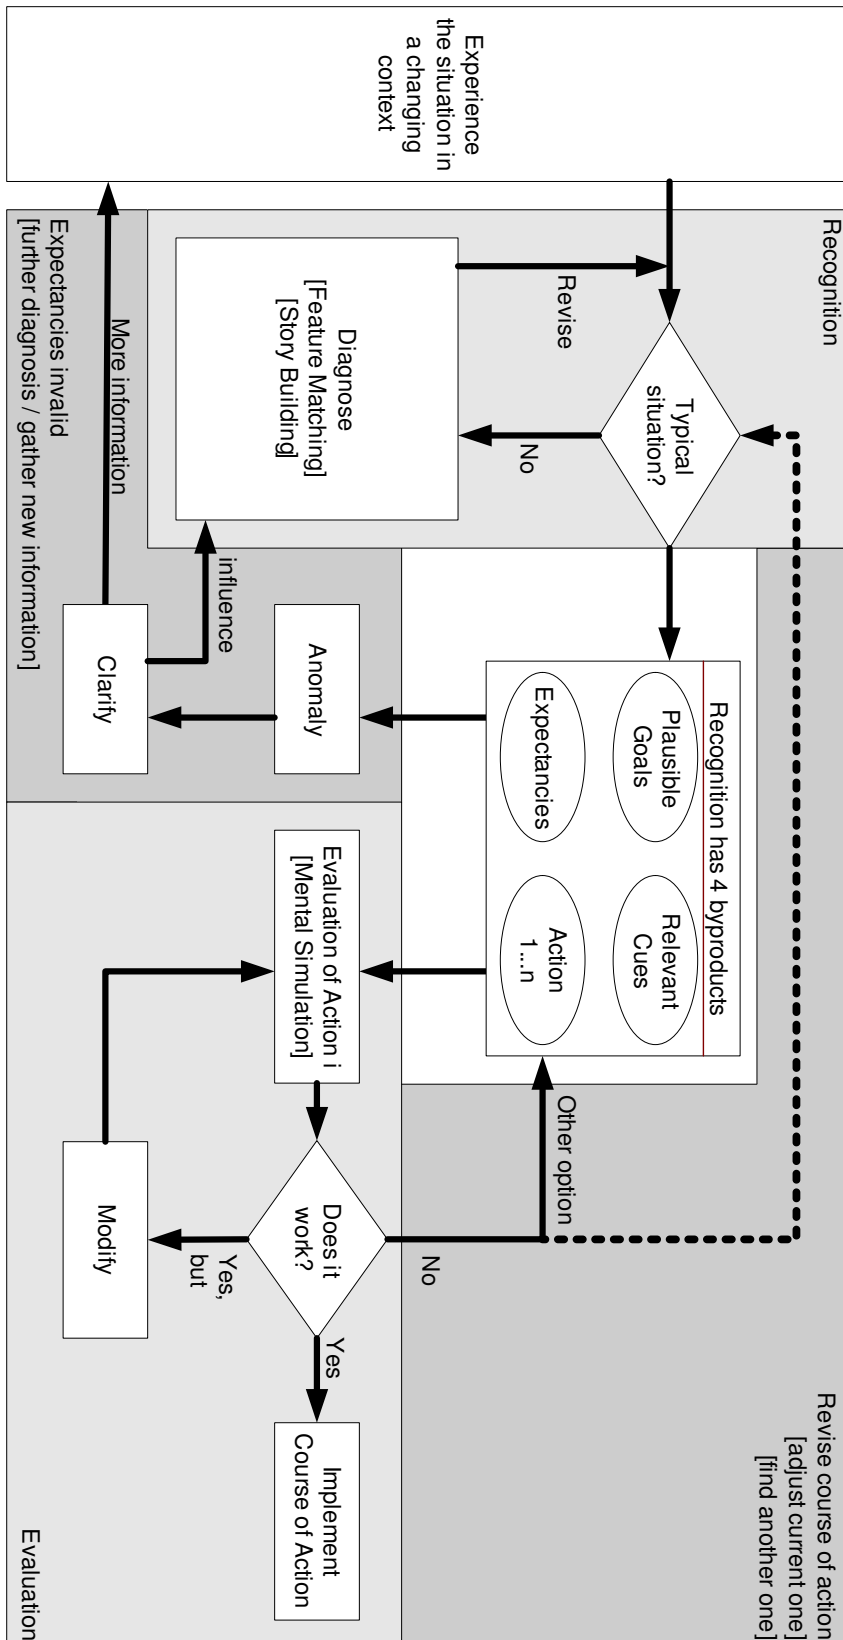 Experience
the situation in
a changing
context
Recognition
Typical
situation?
Revise
No
Diagnose
[Feature Matching]
[Story Building]
More information
Expectancies invalid
[further diagnosis / gather new information]
influence
Clarify
Anomaly
Recognition has 4 byproducts
Plausible
Goals
Relevant
Cues
Expectancies
Action
1...n
Evaluation of Action i
[Mental Simulation]
Other option
No
Does it
work?
Yes,
but
Modify
Yes
Implement
Course of Action
Revise course of action
[adjust current one]
[find another one]
Evaluation